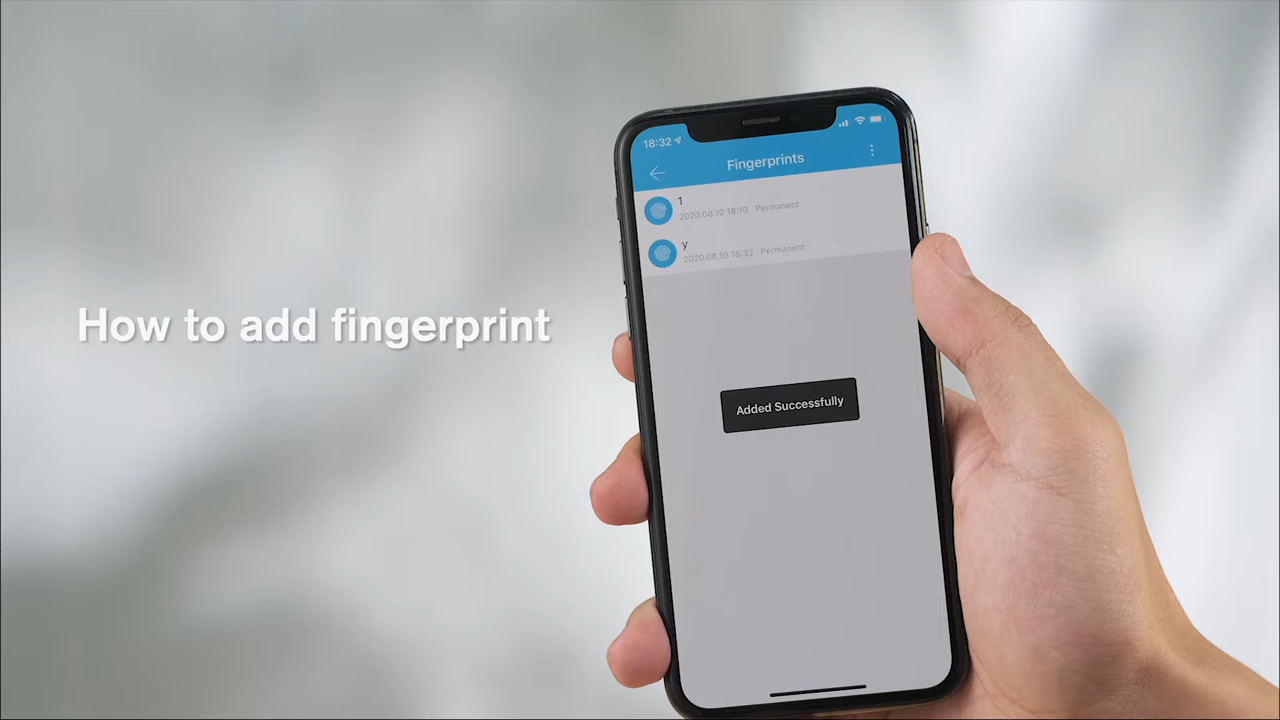 How to add fingerprint
18:32
Fingerprints
1
2020.08.10 18:10 Permanent
y
2020.08.10 18:32 Permanent
Added Successfully